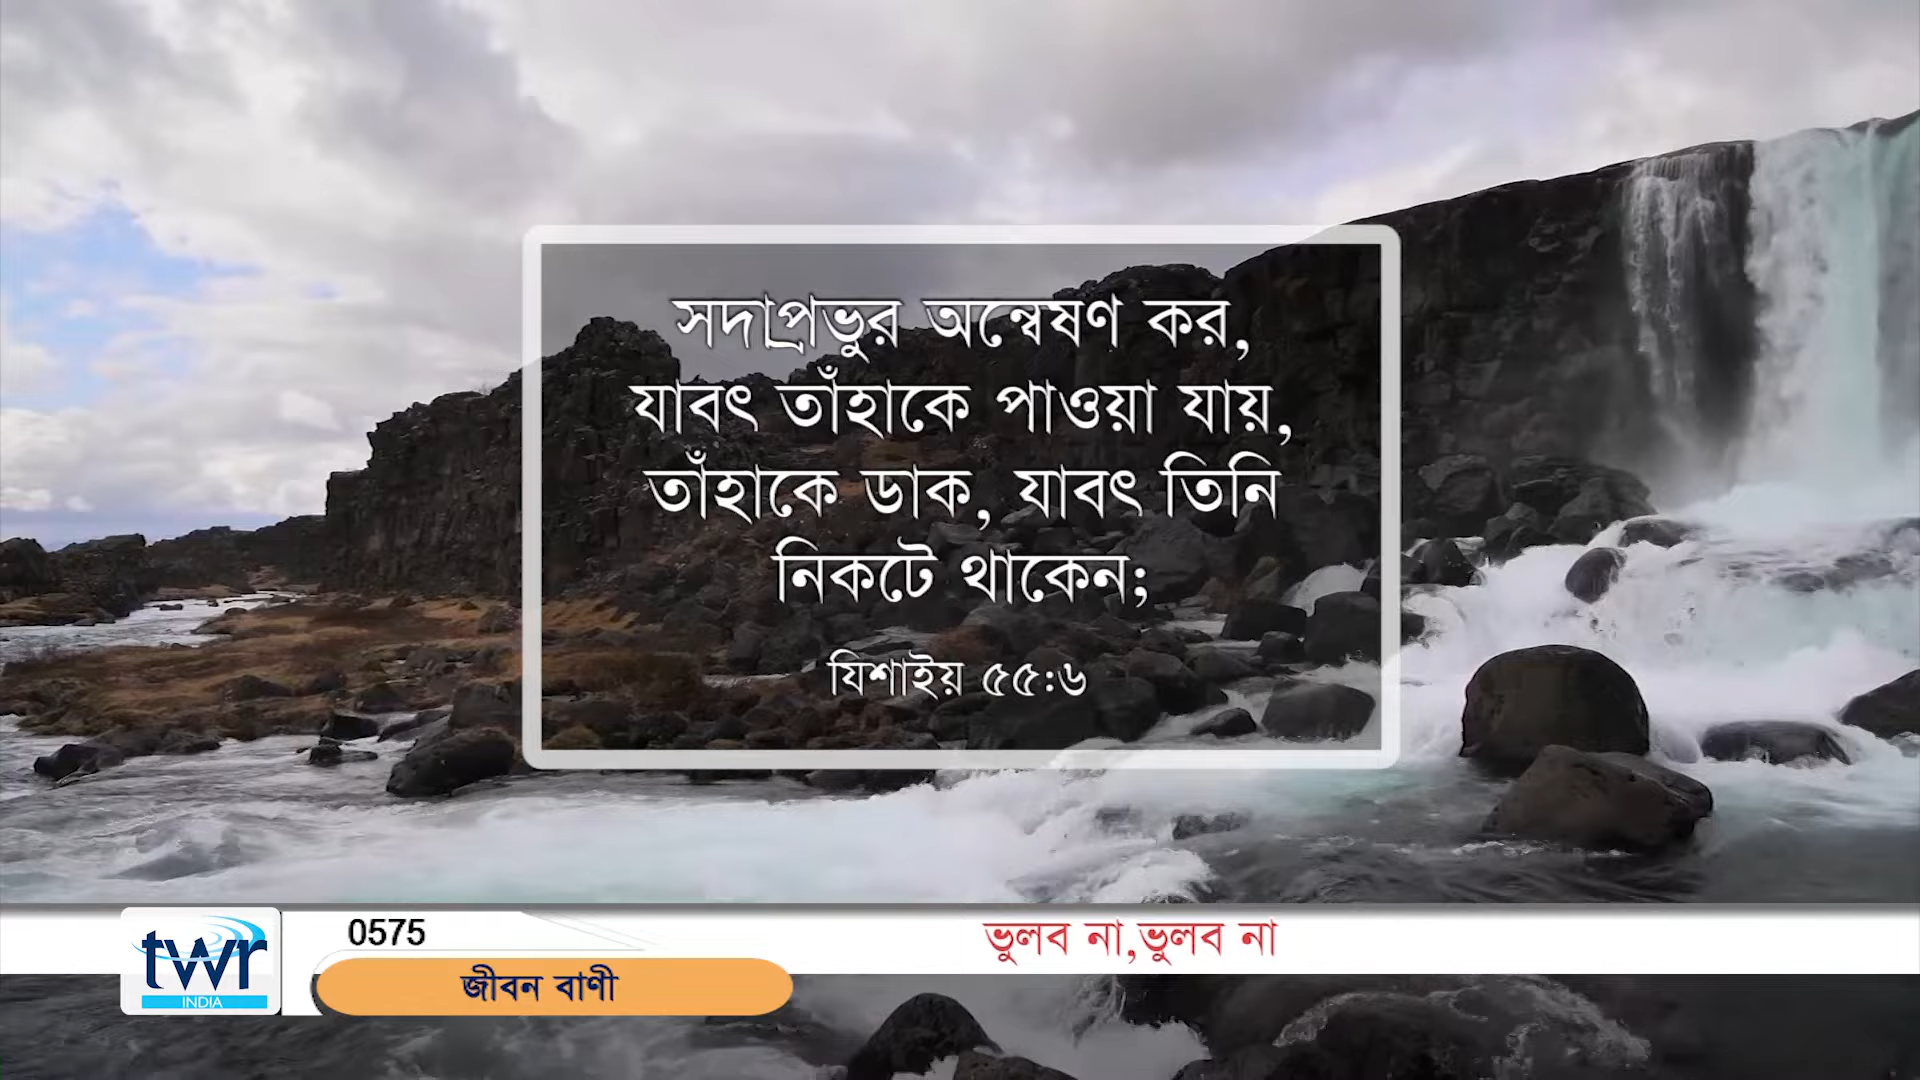 সদাপ্রভুর অন্বেষণ কর,
যাবৎ তাঁহাকে পাওয়া যায়,
তাঁহাকে ডাক, যাবৎ তিনি
নিকটে থাকেন;
যিশাইয় ৫৫:৬
twr
INDIA
0575
জীবন বাণী
ভুলব না,ভুলব না